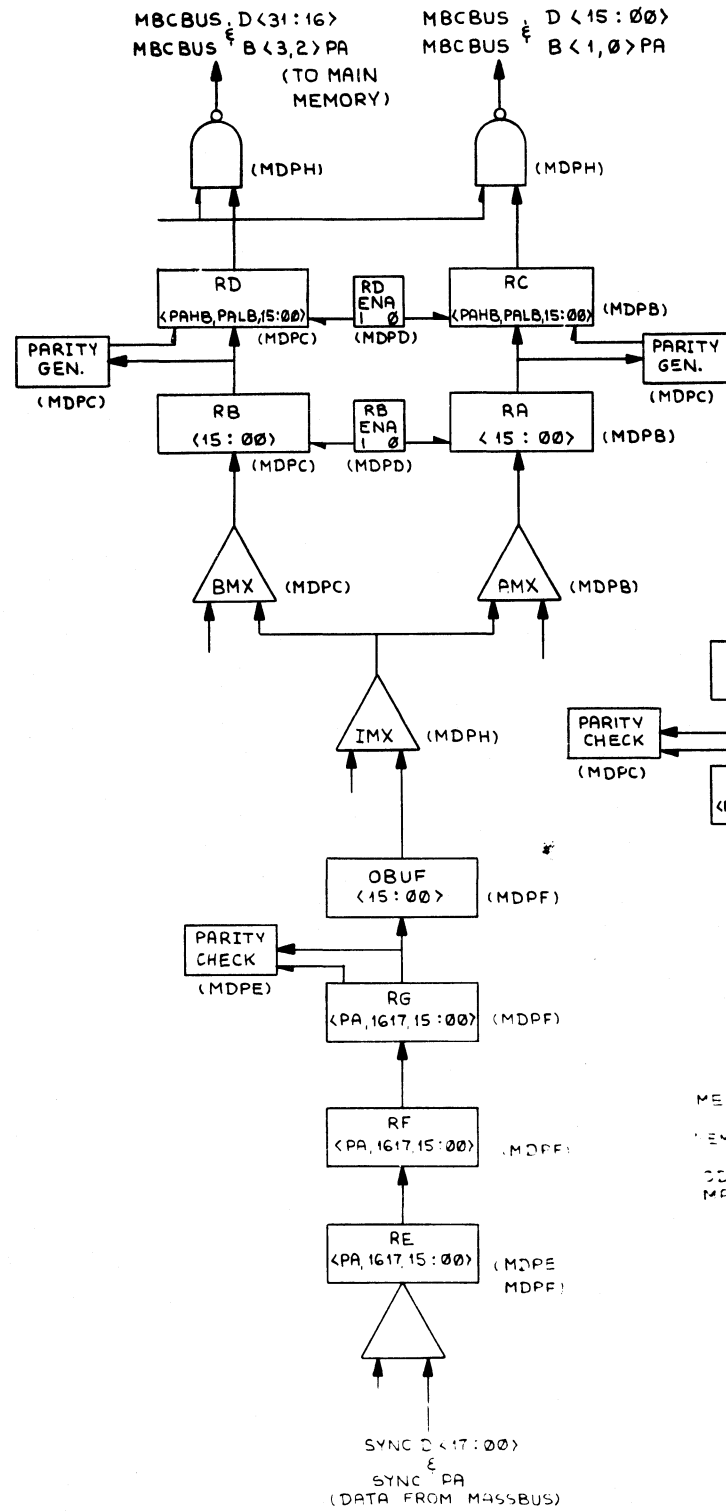 MBCBUS D<31:16>
&
MBCBUS B<3,2>PA
(TO MAIN
MEMORY)
MBCBUS D<15:00>
&
MBCBUS B<1,0>PA
(MDPH)
(MDPH)
RD
<PAHB,PALB,15:00>
(MDPC)
RD
ENA
1 0
(MDPD)
RC
<PAHB,PALB,15:00>
(MDPB)
PARITY
GEN.
(MDPC)
PARITY
GEN.
(MDPC)
RB
<15:00>
(MDPC)
RB
ENA
1 0
(MDPD)
RA
<15:00>
(MDPB)
BMX
(MDPC)
AMX
(MDPB)
IMX
(MDPH)
PARITY
CHECK
(MDPC)
OBUF
<15:00>
(MDPF)
PARITY
CHECK
(MDPE)
RG
<PA,1617,15:00>
(MDPF)
RF
<PA,1617,15:00>
(MDPF)
ME
RE
<PA,1617,15:00>
(MDPE
MDPF)
SYNC D<17:00>
&
SYNC PA
(DATA FROM MASSBUS)